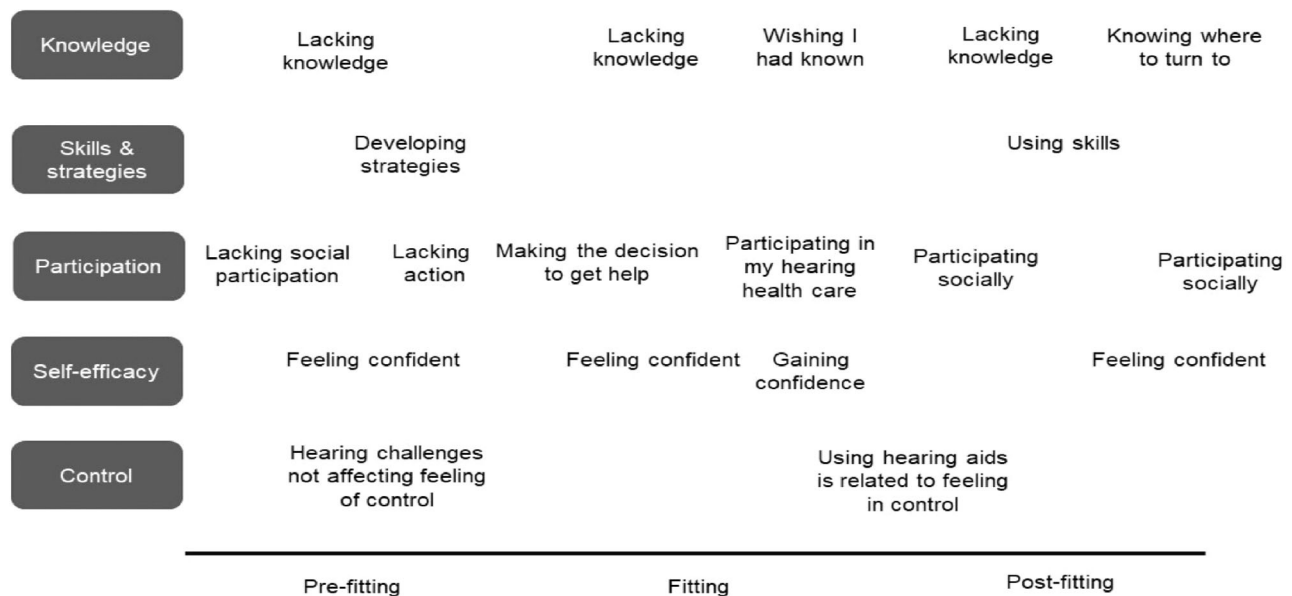 Knowledge
Lacking
knowledge
Lacking
knowledge
Wishing I
had known
Lacking
knowledge
Knowing where
to turn to
Skills &
strategies
Developing
strategies
Using skills
Participation
Lacking social
participation
Lacking
action
Making the decision
to get help
Participating in
my hearing
health care
Participating
socially
Participating
socially
Self-efficacy
Feeling confident
Feeling confident
Gaining
confidence
Feeling confident
Control
Hearing challenges
not affecting feeling
of control
Using hearing aids
is related to feeling
in control
Pre-fitting
Fitting
Post-fitting